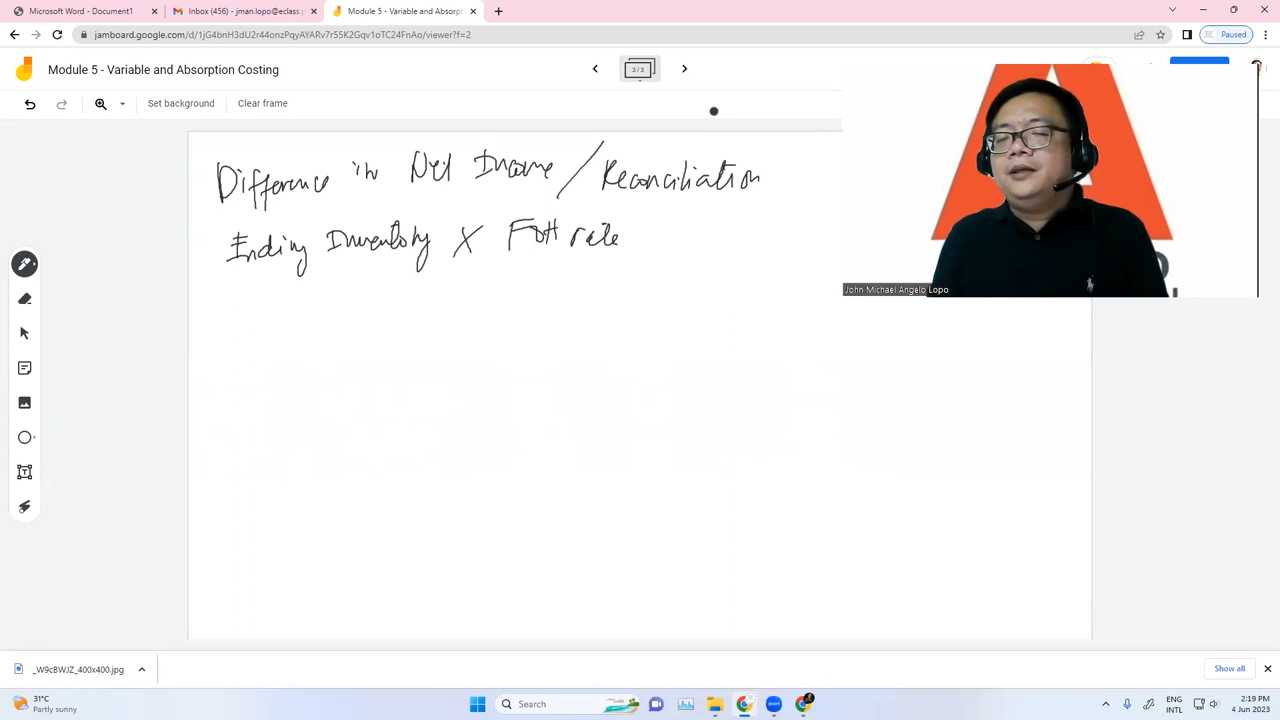 Microsoft Word - Document1
Inbox (456) - jman.lopo@eclass.p
Module 5 - Variable and Absorpt
jamboard.google.com/d/1jG4bnH3dU2r44onzPqyAYARv7r55K2Gqv1oTC24FnAo/viewer?f=2
Paused
Module 5 - Variable and Absorption Costing
3 / 3
Set background
Clear frame
Difference in Net Income / Reconciliation
Ending Inventory X FOH rate
John Michael Angelo Lopo
_W9cBWJZ_400x400.jpg
Show all
31°C
Partly sunny
Search
ENG
INTL
2:19 PM
4 Jun 2023